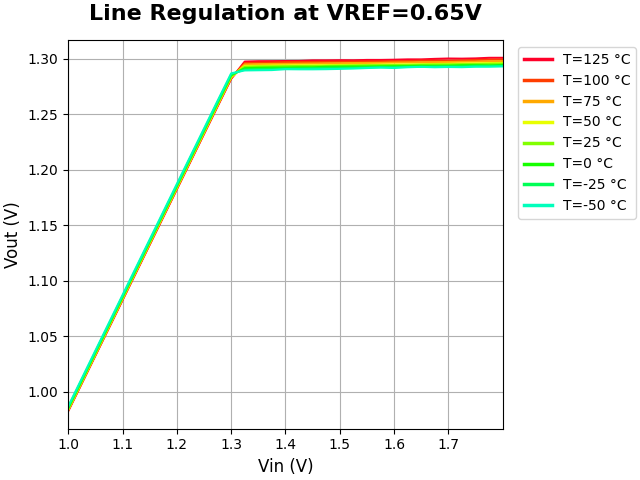 Line Regulation at VREF=0.65V
Vout (V)
1.30
1.25
1.20
1.15
1.10
1.05
1.00
1.0 1.1 1.2 1.3 1.4 1.5 1.6 1.7
Vin (V)
T=125 °C
T=100 °C
T=75 °C
T=50 °C
T=25 °C
T=0 °C
T=-25 °C
T=-50 °C